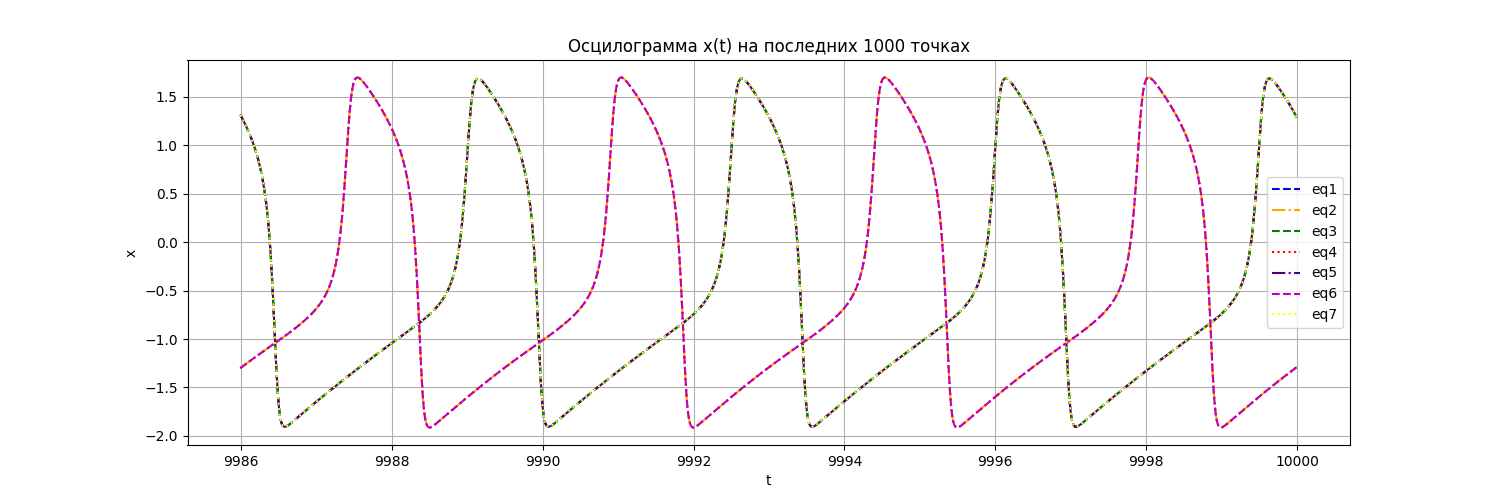 Осцилограмма x(t) на последних 1000 точках
x
1.5
1.0
0.5
0.0
−0.5
−1.0
−1.5
−2.0
eq1
eq2
eq3
eq4
eq5
eq6
eq7
9986 9988 9990 9992 9994 9996 9998 10000
t